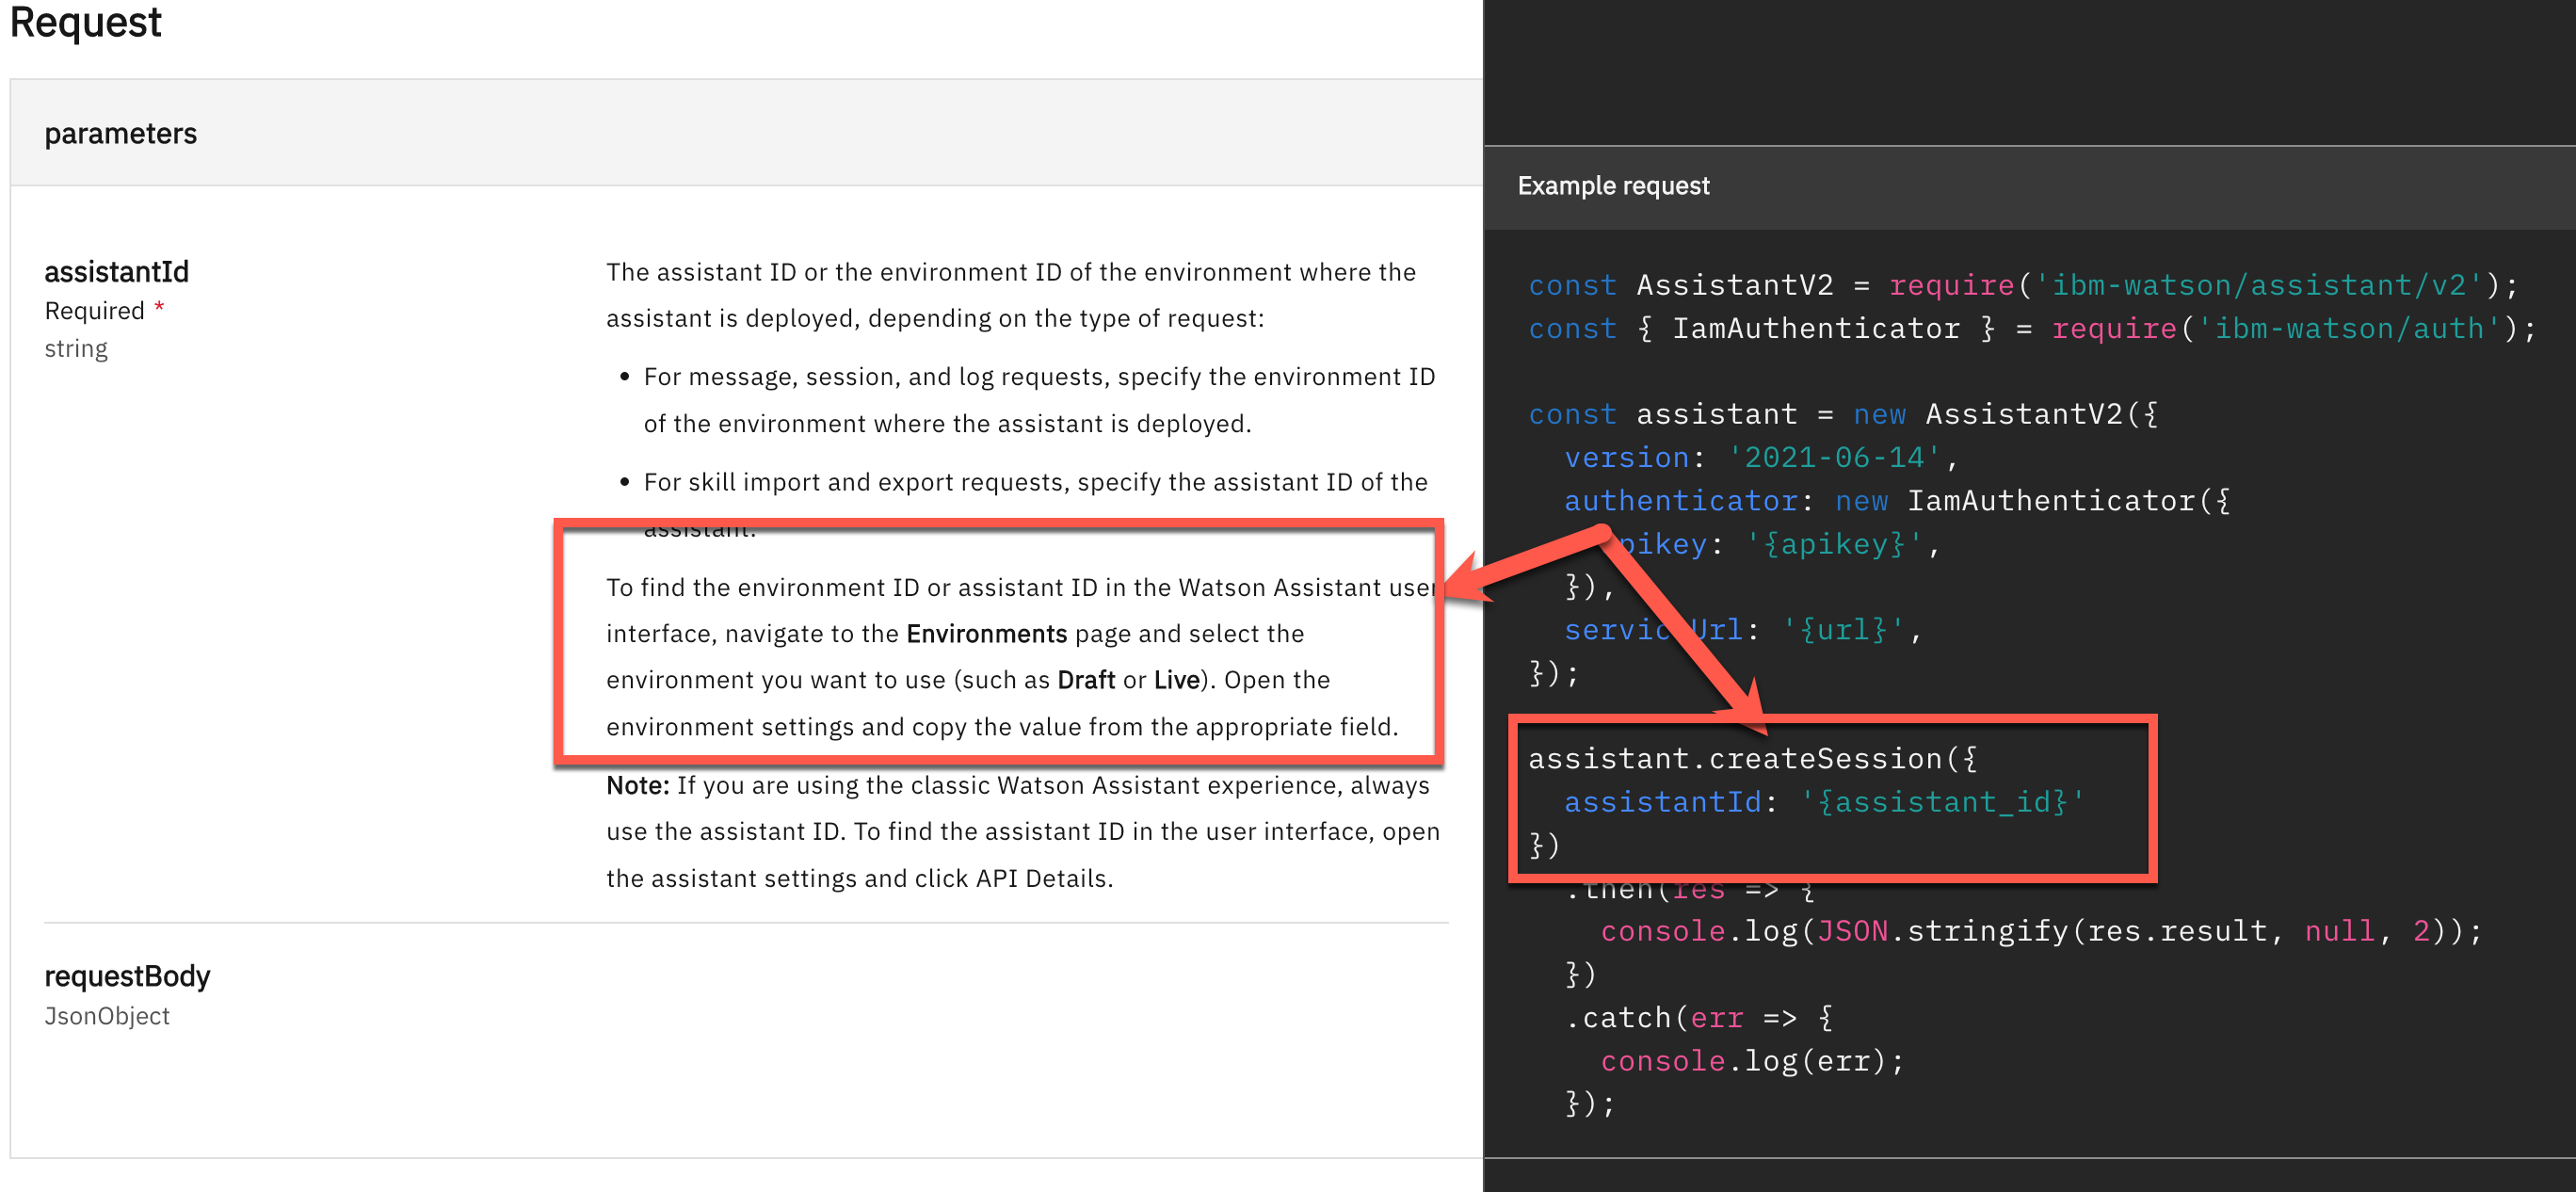 Request
parameters
assistantId
Required *
string
The assistant ID or the environment ID of the environment where the
assistant is deployed, depending on the type of request:
• For message, session, and log requests, specify the environment ID
of the environment where the assistant is deployed.
• For skill import and export requests, specify the assistant ID of the
assistant.
To find the environment ID or assistant ID in the Watson Assistant user
interface, navigate to the Environments page and select the
environment you want to use (such as Draft or Live). Open the
environment settings and copy the value from the appropriate field.
Note: If you are using the classic Watson Assistant experience, always
use the assistant ID. To find the assistant ID in the user interface, open
the assistant settings and click API Details.
requestBody
JsonObject
Example request
const AssistantV2 = require('ibm-watson/assistant/v2');
const { IamAuthenticator } = require('ibm-watson/auth');
const assistant = new AssistantV2({
version: '2021-06-14',
authenticator: new IamAuthenticator({
pikey: '{apikey}',
}),
serviceUrl: '{url}',
});
assistant.createSession({
assistantId: '{assistant_id}'
})
.then(res => {
console.log(JSON.stringify(res.result, null, 2));
})
.catch(err => {
console.log(err);
});